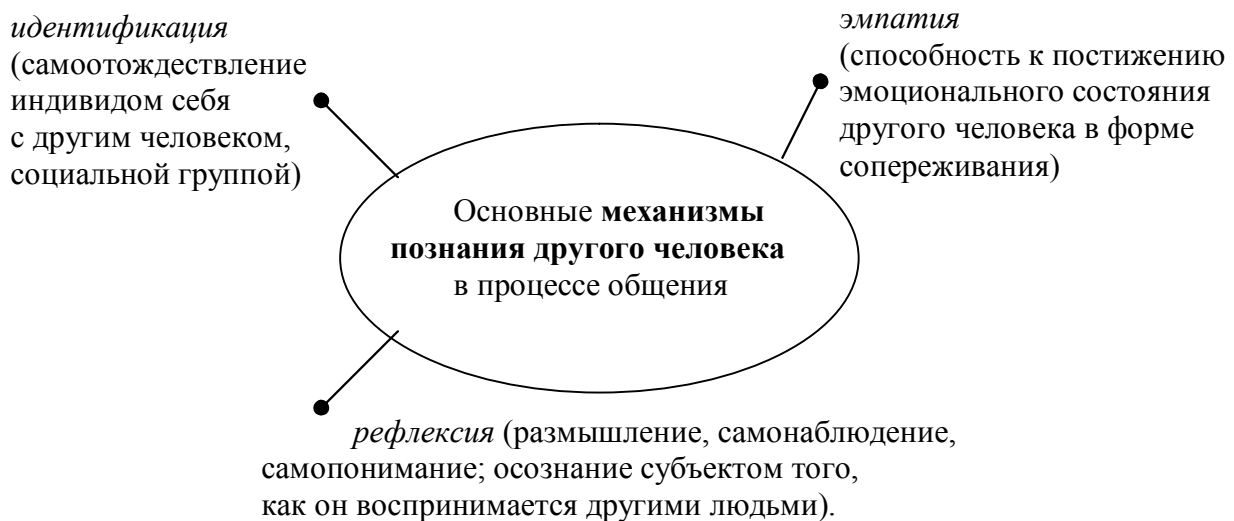 идентификация
(самоотождествление
индивидом себя
с другим человеком,
социальной группой)
эмпатия
(способность к постижению
эмоционального состояния
другого человека в форме
сопереживания)
Основные механизмы
познания другого человека
в процессе общения
рефлексия (размышление, самонаблюдение,
самопонимание; осознание субъектом того,
как он воспринимается другими людьми).